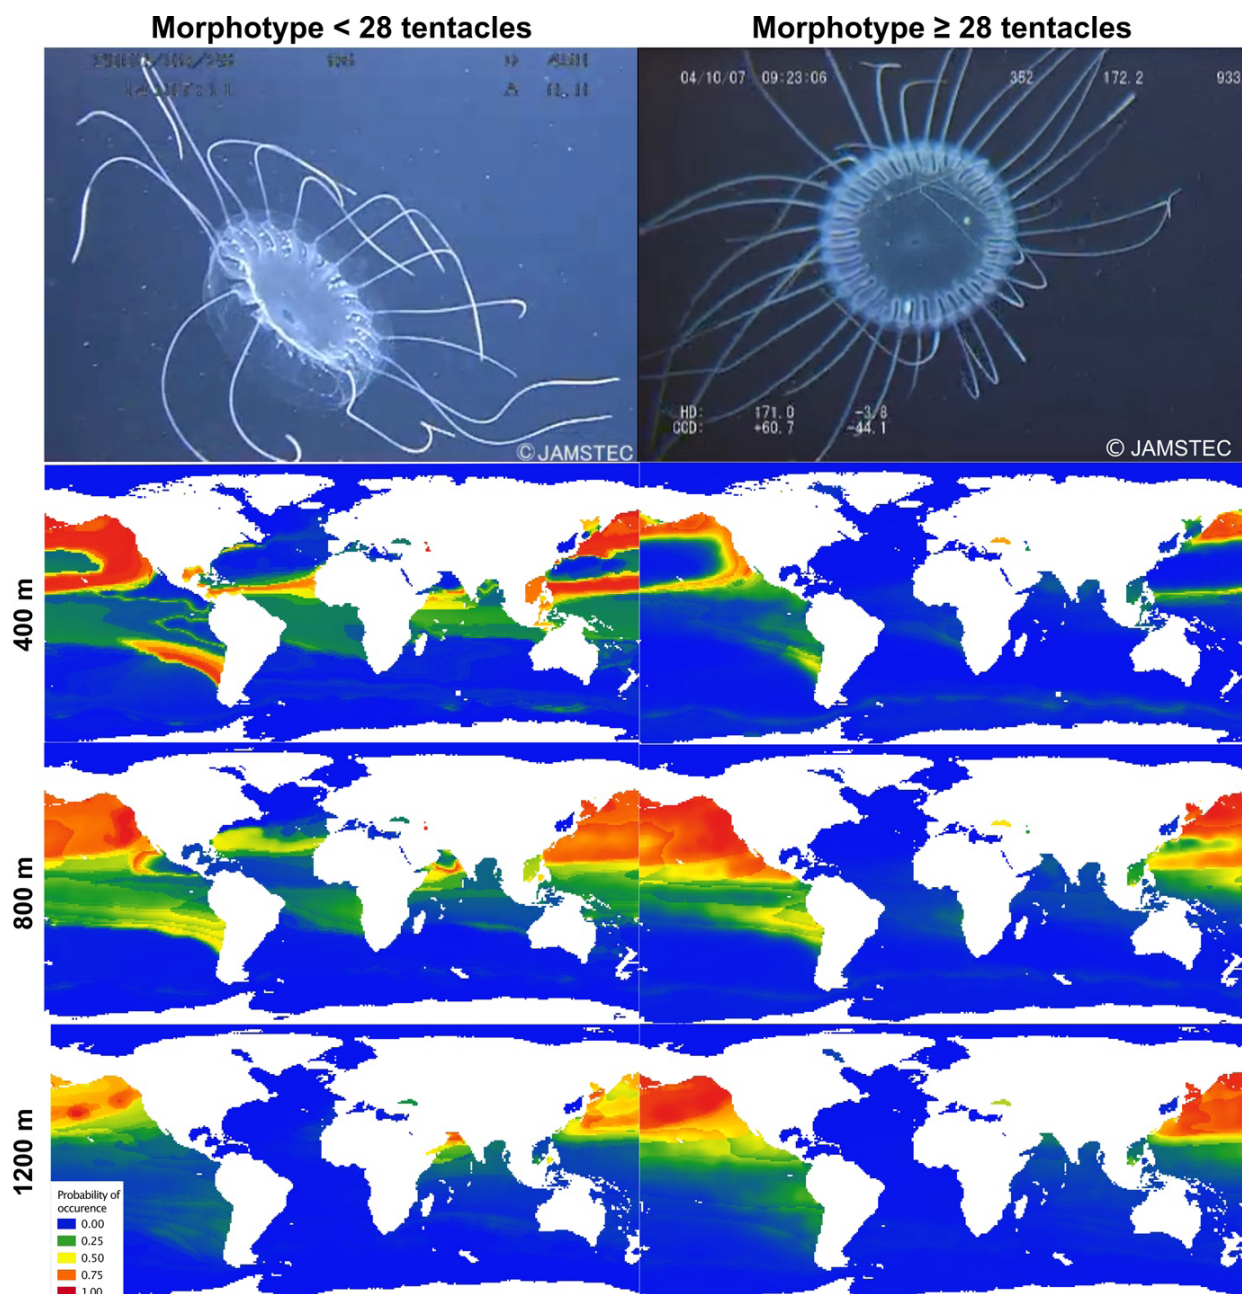 Morphotype < 28 tentacles
Morphotype ≥ 28 tentacles
04/10/07 09:23:06 352 172.2 933
HD: 171.0 -3.8
CCD: +60.7 -44.1
© JAMSTEC
© JAMSTEC
400 m
800 m
1200 m
Probability of
occurence
0.00
0.25
0.50
0.75
1.00